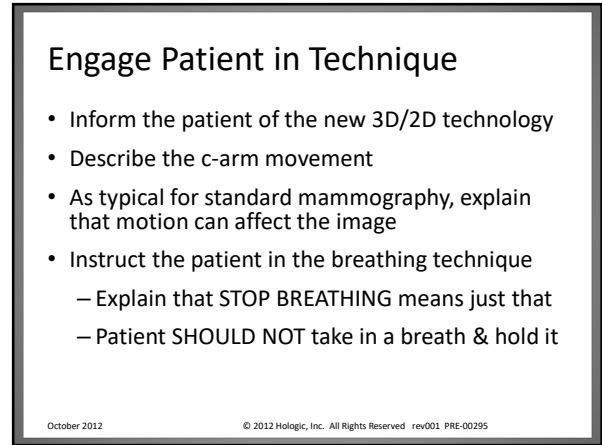 Engage Patient in Technique
• Inform the patient of the new 3D/2D technology
• Describe the c-arm movement
• As typical for standard mammography, explain
that motion can affect the image
• Instruct the patient in the breathing technique
– Explain that STOP BREATHING means just that
– Patient SHOULD NOT take in a breath & hold it
October 2012 © 2012 Hologic, Inc. All Rights Reserved rev001 PRE-00295